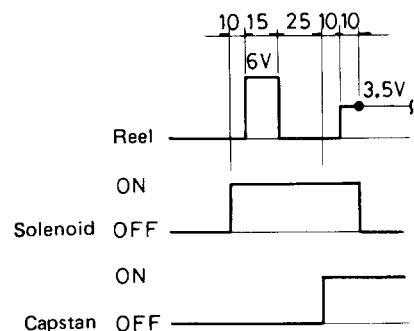 10 15 25 10 10
6V
3.5V
Reel
ON
Solenoid OFF
ON
Capstan OFF